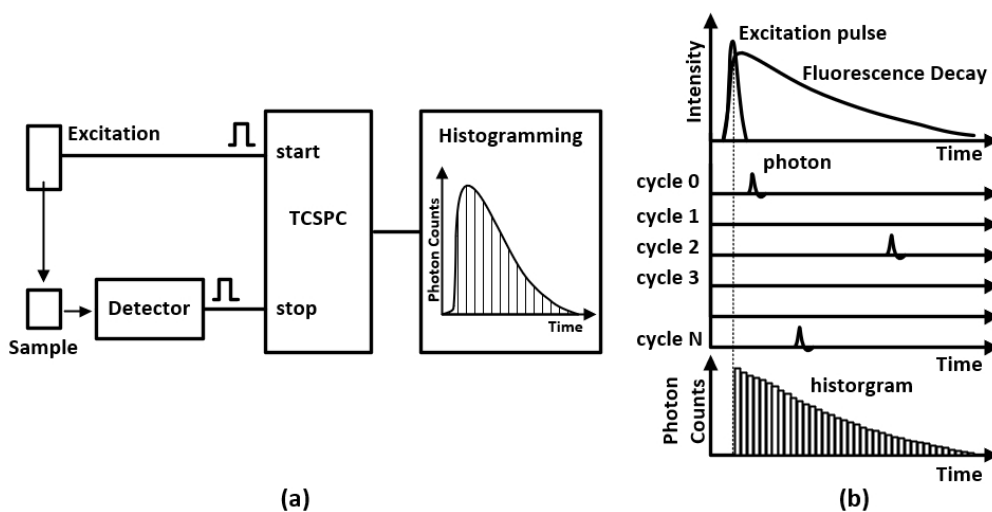 Excitation
start
TCSPC
Detector
stop
Sample
Histogramming
Photon Counts
Time
(a)
Excitation pulse
Fluorescence Decay
Intensity
Time
photon
cycle 0
cycle 1
cycle 2
cycle 3
cycle N
Time
historgram
Photon
Counts
Time
(b)